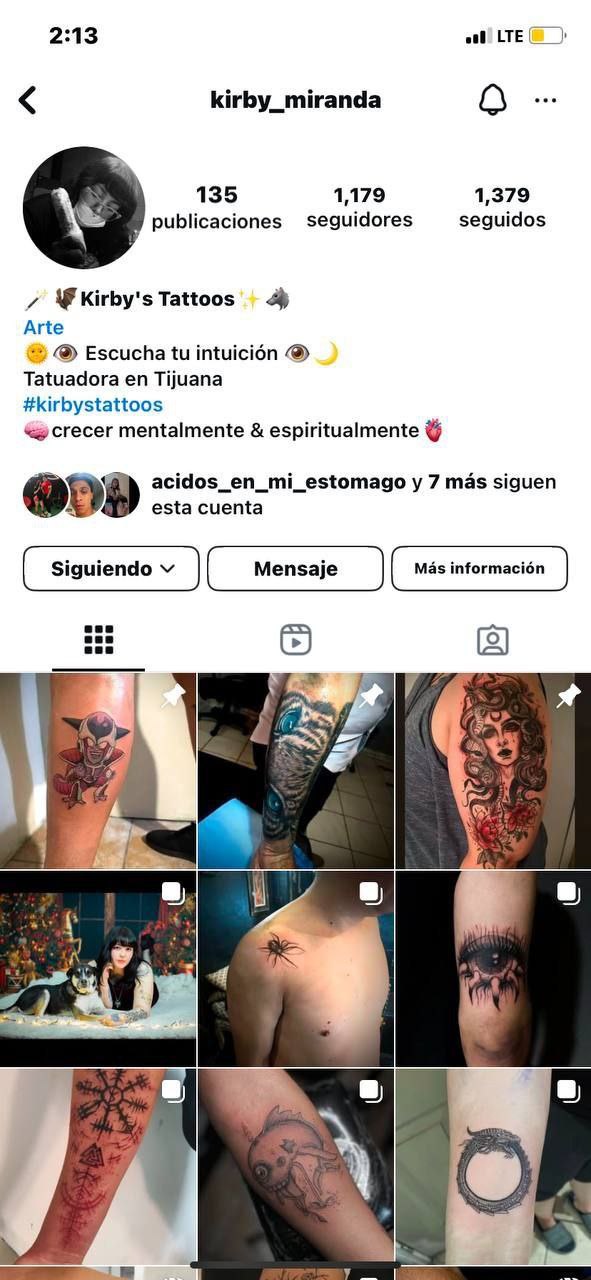 2:13 LTE
kirby_miranda
135 1,179 1,379
publicaciones seguidores seguidos
🪄 🦇Kirby's Tattoos✨ 🐺
Arte
🌞👁️ Escucha tu intuición 👁️🌙
Tatuadora en Tijuana
#kirbystattoos
🧠crecer mentalmente & espiritualmente🫀
acidos_en_mi_estomago y 7 más siguen
esta cuenta
Siguiendo Mensaje Más información